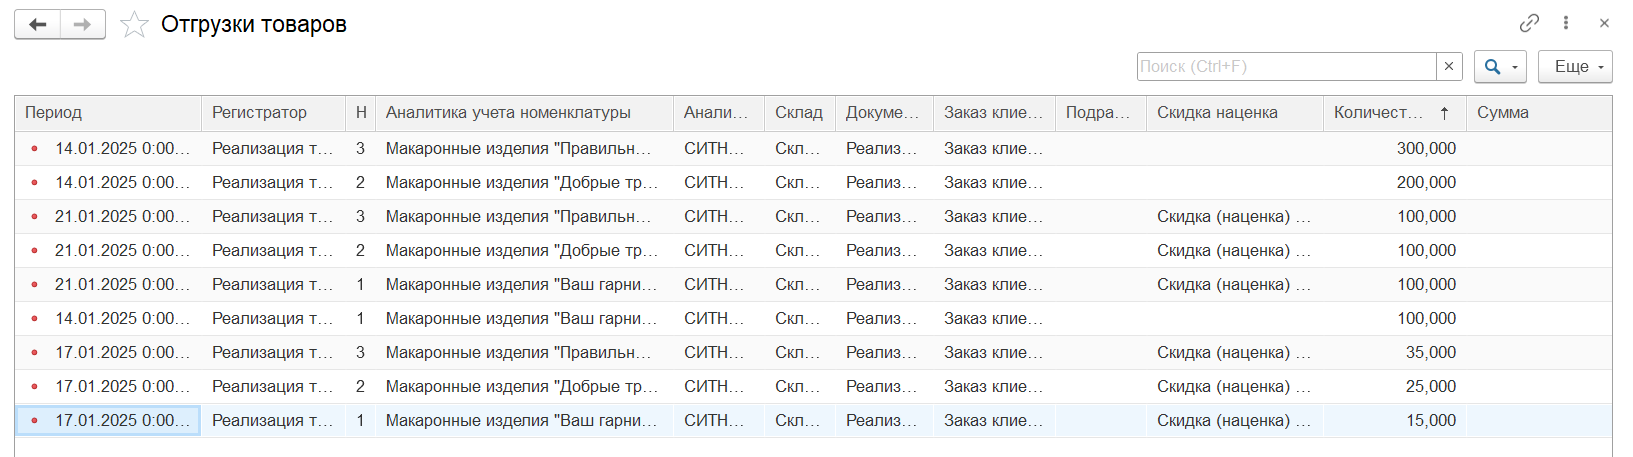 Отгрузки товаров
Поиск (Ctrl+F) × Еще
Период Регистратор Н Аналитика учета номенклатуры Анали... Склад Докуме... Заказ клие... Подра... Скидка наценка Количест... ↑ Сумма
14.01.2025 0:00... Реализация т... 3 Макаронные изделия "Правильн... СИТН... Скл... Реализ... Заказ клие... 300,000
14.01.2025 0:00... Реализация т... 2 Макаронные изделия "Добрые тр... СИТН... Скл... Реализ... Заказ клие... 200,000
21.01.2025 0:00... Реализация т... 3 Макаронные изделия "Правильн... СИТН... Скл... Реализ... Заказ клие... Скидка (наценка) ... 100,000
21.01.2025 0:00... Реализация т... 2 Макаронные изделия "Добрые тр... СИТН... Скл... Реализ... Заказ клие... Скидка (наценка) ... 100,000
21.01.2025 0:00... Реализация т... 1 Макаронные изделия "Ваш гарни... СИТН... Скл... Реализ... Заказ клие... Скидка (наценка) ... 100,000
14.01.2025 0:00... Реализация т... 1 Макаронные изделия "Ваш гарни... СИТН... Скл... Реализ... Заказ клие... 100,000
17.01.2025 0:00... Реализация т... 3 Макаронные изделия "Правильн... СИТН... Скл... Реализ... Заказ клие... Скидка (наценка) ... 35,000
17.01.2025 0:00... Реализация т... 2 Макаронные изделия "Добрые тр... СИТН... Скл... Реализ... Заказ клие... Скидка (наценка) ... 25,000
17.01.2025 0:00... Реализация т... 1 Макаронные изделия "Ваш гарни... СИТН... Скл... Реализ... Заказ клие... Скидка (наценка) ... 15,000